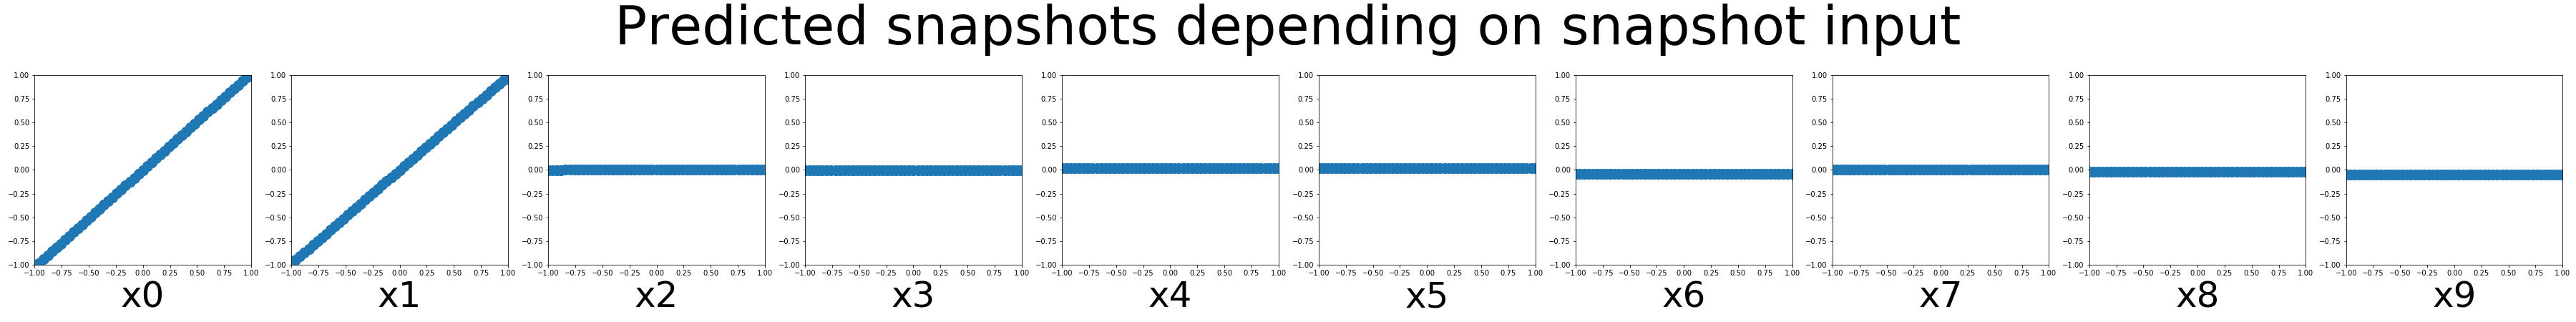 Predicted snapshots depending on snapshot input
1.00 1.00 1.00 1.00 1.00 1.00 1.00 1.00 1.00 1.00
0.75 0.75 0.75 0.75 0.75 0.75 0.75 0.75 0.75 0.75
0.50 0.50 0.50 0.50 0.50 0.50 0.50 0.50 0.50 0.50
0.25 0.25 0.25 0.25 0.25 0.25 0.25 0.25 0.25 0.25
0.00 0.00 0.00 0.00 0.00 0.00 0.00 0.00 0.00 0.00
−0.25 −0.25 −0.25 −0.25 −0.25 −0.25 −0.25 −0.25 −0.25 −0.25
−0.50 −0.50 −0.50 −0.50 −0.50 −0.50 −0.50 −0.50 −0.50 −0.50
−0.75 −0.75 −0.75 −0.75 −0.75 −0.75 −0.75 −0.75 −0.75 −0.75
−1.00 −1.00 −1.00 −1.00 −1.00 −1.00 −1.00 −1.00 −1.00 −1.00
−1.00 −0.75 −0.50 −0.25 0.00 0.25 0.50 0.75 1.00 −1.00 −0.75 −0.50 −0.25 0.00 0.25 0.50 0.75 1.00 −1.00 −0.75 −0.50 −0.25 0.00 0.25 0.50 0.75 1.00 −1.00 −0.75 −0.50 −0.25 0.00 0.25 0.50 0.75 1.00 −1.00 −0.75 −0.50 −0.25 0.00 0.25 0.50 0.75 1.00 −1.00 −0.75 −0.50 −0.25 0.00 0.25 0.50 0.75 1.00 −1.00 −0.75 −0.50 −0.25 0.00 0.25 0.50 0.75 1.00 −1.00 −0.75 −0.50 −0.25 0.00 0.25 0.50 0.75 1.00 −1.00 −0.75 −0.50 −0.25 0.00 0.25 0.50 0.75 1.00 −1.00 −0.75 −0.50 −0.25 0.00 0.25 0.50 0.75 1.00
x0 x1 x2 x3 x4 x5 x6 x7 x8 x9